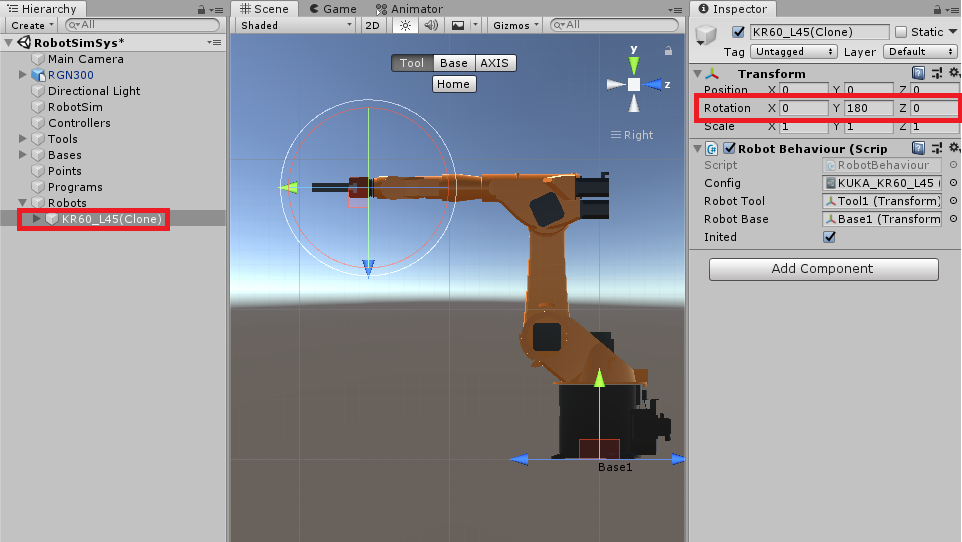 Hierarchy
Create All
RobotSimSys*
Main Camera
RGN300
Directional Light
RobotSim
Controllers
Tools
Bases
Points
Programs
Robots
KR60_L45(Clone)
Scene Game Animator
Shaded 2D Gizmos All
Tool Base AXIS
Home
y
z
Right
Base1
Inspector
KR60_L45(Clone) Static
Tag Untagged Layer Default
Transform
Position X 0 Y 0 Z 0
Rotation X 0 Y 180 Z 0
Scale X 1 Y 1 Z 1
Robot Behaviour (Scrip
Script RobotBehaviour
Config KUKA_KR60_L45 (
Robot Tool Tool1 (Transform)
Robot Base Base1 (Transform
Inited
Add Component